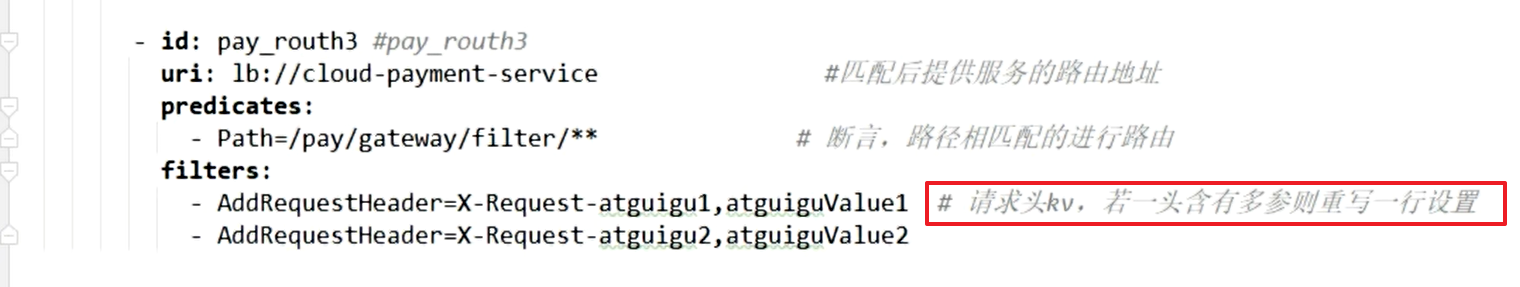 - id: pay_routh3 #pay_routh3
uri: lb://cloud-payment-service #匹配后提供服务的路由地址
predicates:
- Path=/pay/gateway/filter/** # 断言，路径相匹配的进行路由
filters:
- AddRequestHeader=X-Request-atguigu1,atguiguValue1 # 请求头kv，若一头含有多参则重写一行设置
- AddRequestHeader=X-Request-atguigu2,atguiguValue2